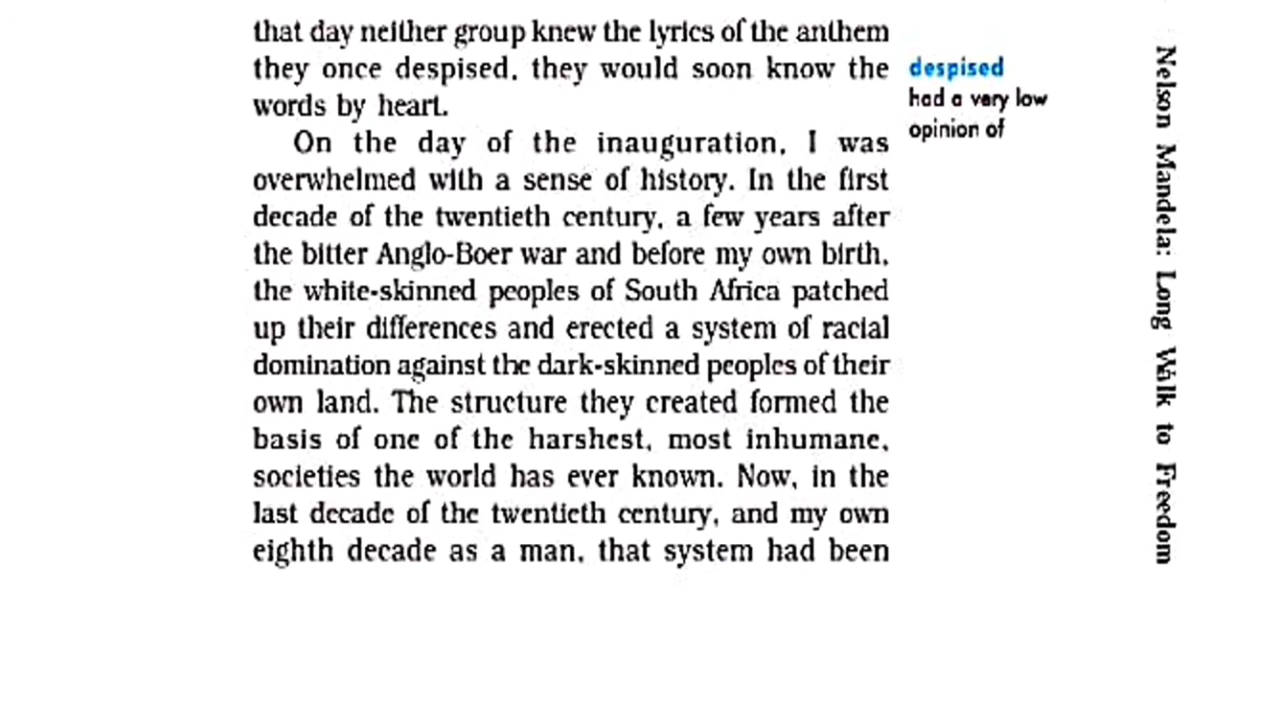 that day neither group knew the lyrics of the anthem
they once despised, they would soon know the
words by heart.
On the day of the inauguration, I was
overwhelmed with a sense of history. In the first
decade of the twentieth century, a few years after
the bitter Anglo-Boer war and before my own birth,
the white-skinned peoples of South Africa patched
up their differences and erected a system of racial
domination against the dark-skinned peoples of their
own land. The structure they created formed the
basis of one of the harshest, most inhumane,
societies the world has ever known. Now, in the
last decade of the twentieth century, and my own
eighth decade as a man, that system had been
despised
had a very low
opinion of
Nelson Mandela: Long Walk to Freedom